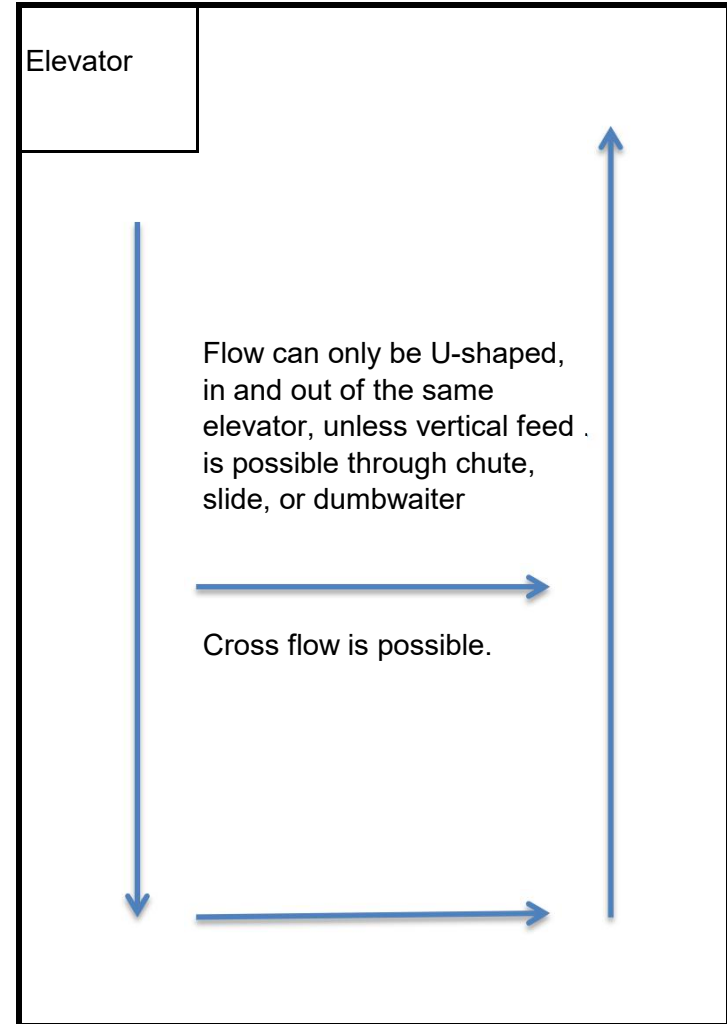 Elevator
Flow can only be U-shaped,
in and out of the same
elevator, unless vertical feed .
is possible through chute,
slide, or dumbwaiter
Cross flow is possible.